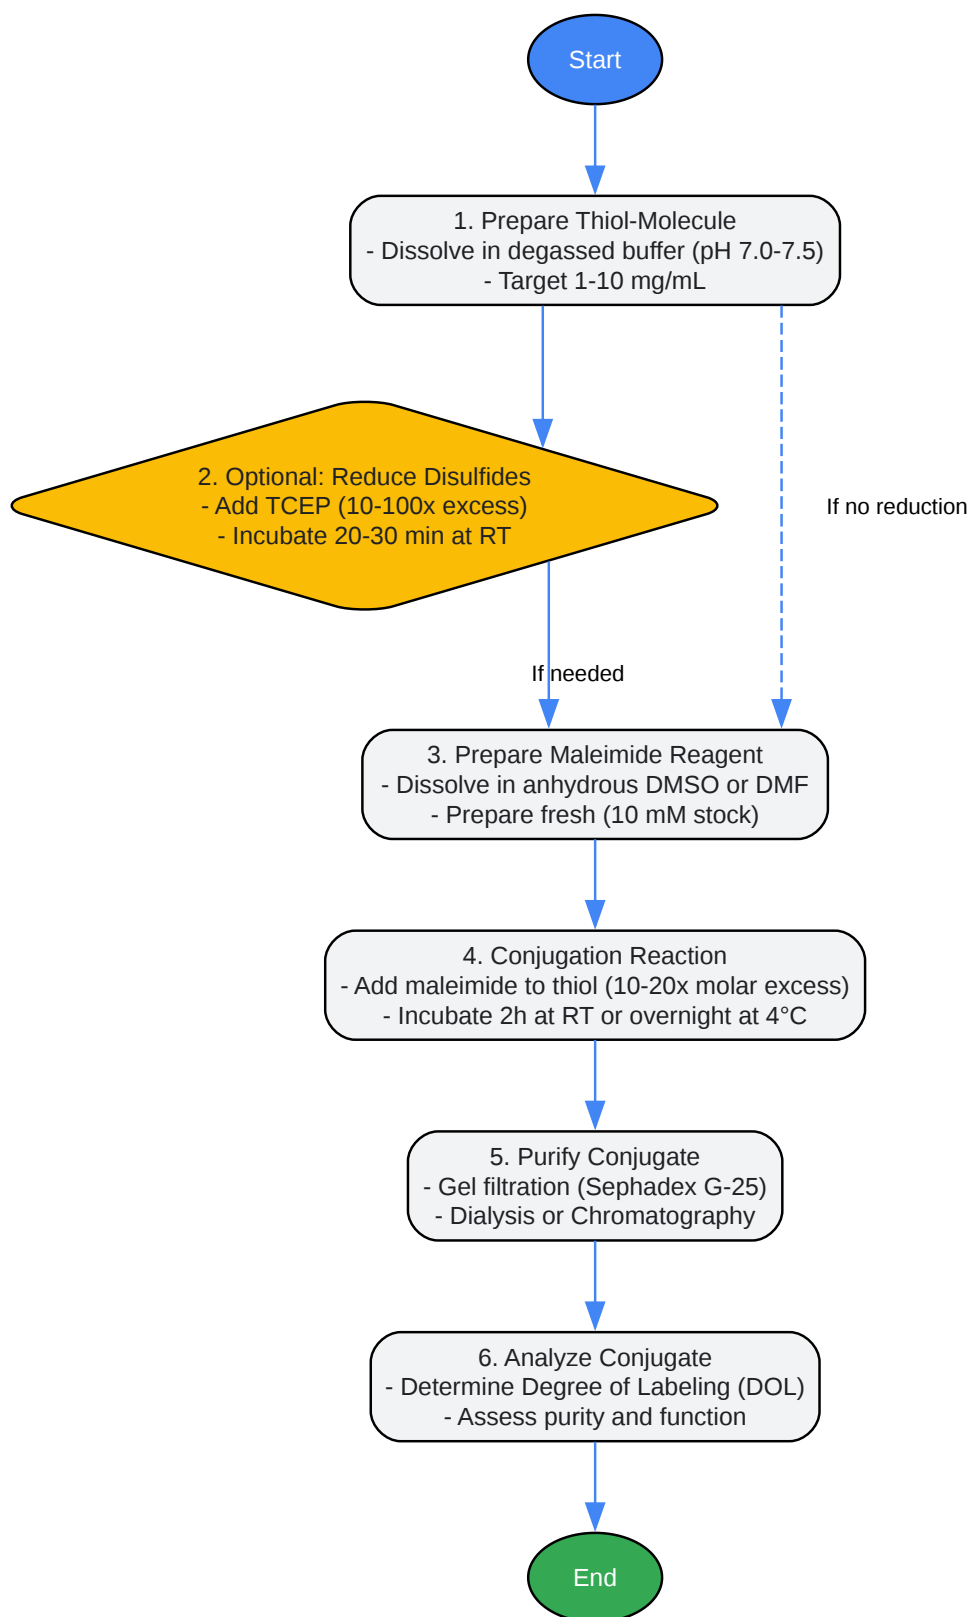 Start
1. Prepare Thiol-Molecule
- Dissolve in degassed buffer (pH 7.0-7.5)
- Target 1-10 mg/mL
2. Optional: Reduce Disulfides
- Add TCEP (10-100x excess)
- Incubate 20-30 min at RT
If no reduction
If needed
3. Prepare Maleimide Reagent
- Dissolve in anhydrous DMSO or DMF
- Prepare fresh (10 mM stock)
4. Conjugation Reaction
- Add maleimide to thiol (10-20x molar excess)
- Incubate 2h at RT or overnight at 4°C
5. Purify Conjugate
- Gel filtration (Sephadex G-25)
- Dialysis or Chromatography
6. Analyze Conjugate
- Determine Degree of Labeling (DOL)
- Assess purity and function
End